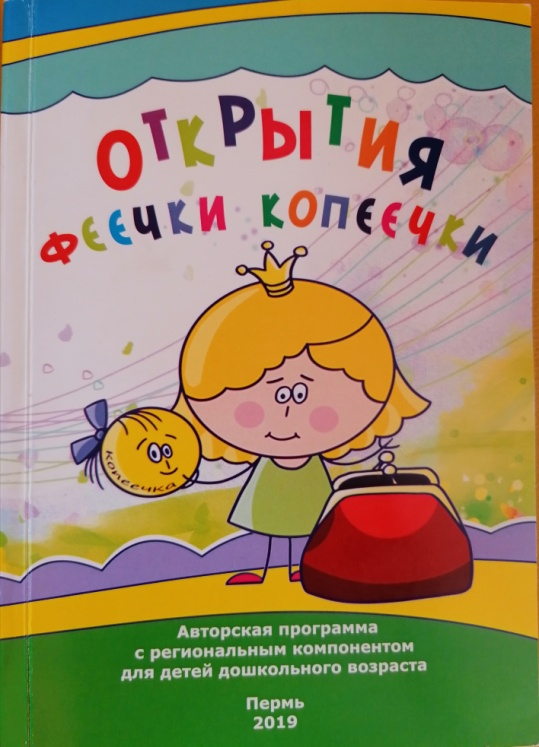 ОТКРЫТИЯ
ФЕЕЧКИ КОПЕЕЧКИ
копеечка
Авторская программа
с региональным компонентом
для детей дошкольного возраста
Пермь
2019